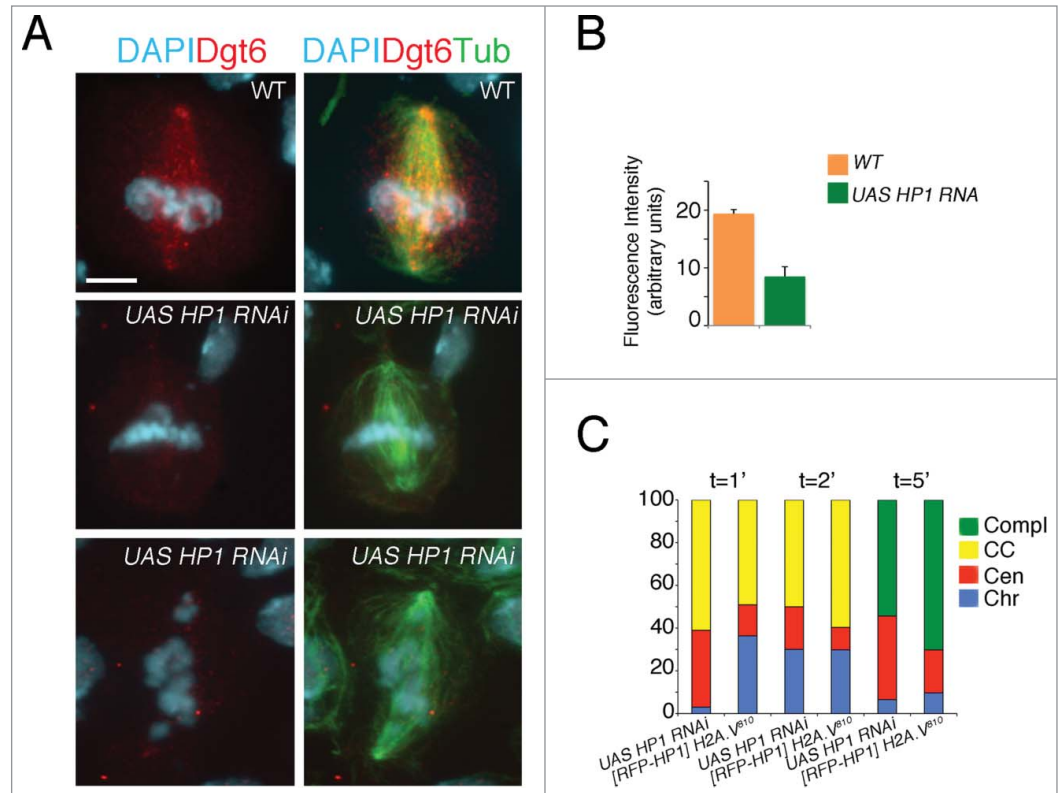 A
DAPIDgt6
DAPIDgt6Tub
WT
WT
UAS HP1 RNAi
UAS HP1 RNAi
UAS HP1 RNAi
UAS HP1 RNAi
B
WT
UAS HP1 RNA
Fluorescence Intensity
(arbitrary units)
20
10
0
C
t=1’
t=2’
t=5’
100
80
60
40
20
0
Compl
CC
Cen
Chr
UAS HP1 RNAi
[RFP-HP1] H2A.V⁸¹⁰
UAS HP1 RNAi
[RFP-HP1] H2A.V⁸¹⁰
UAS HP1 RNAi
[RFP-HP1] H2A.V⁸¹⁰